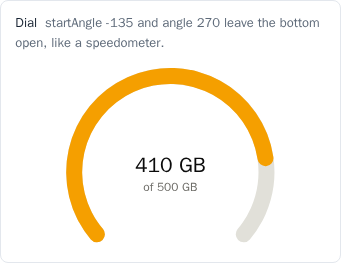 Dial startAngle -135 and angle 270 leave the bottom
open, like a speedometer.
410 GB
of 500 GB